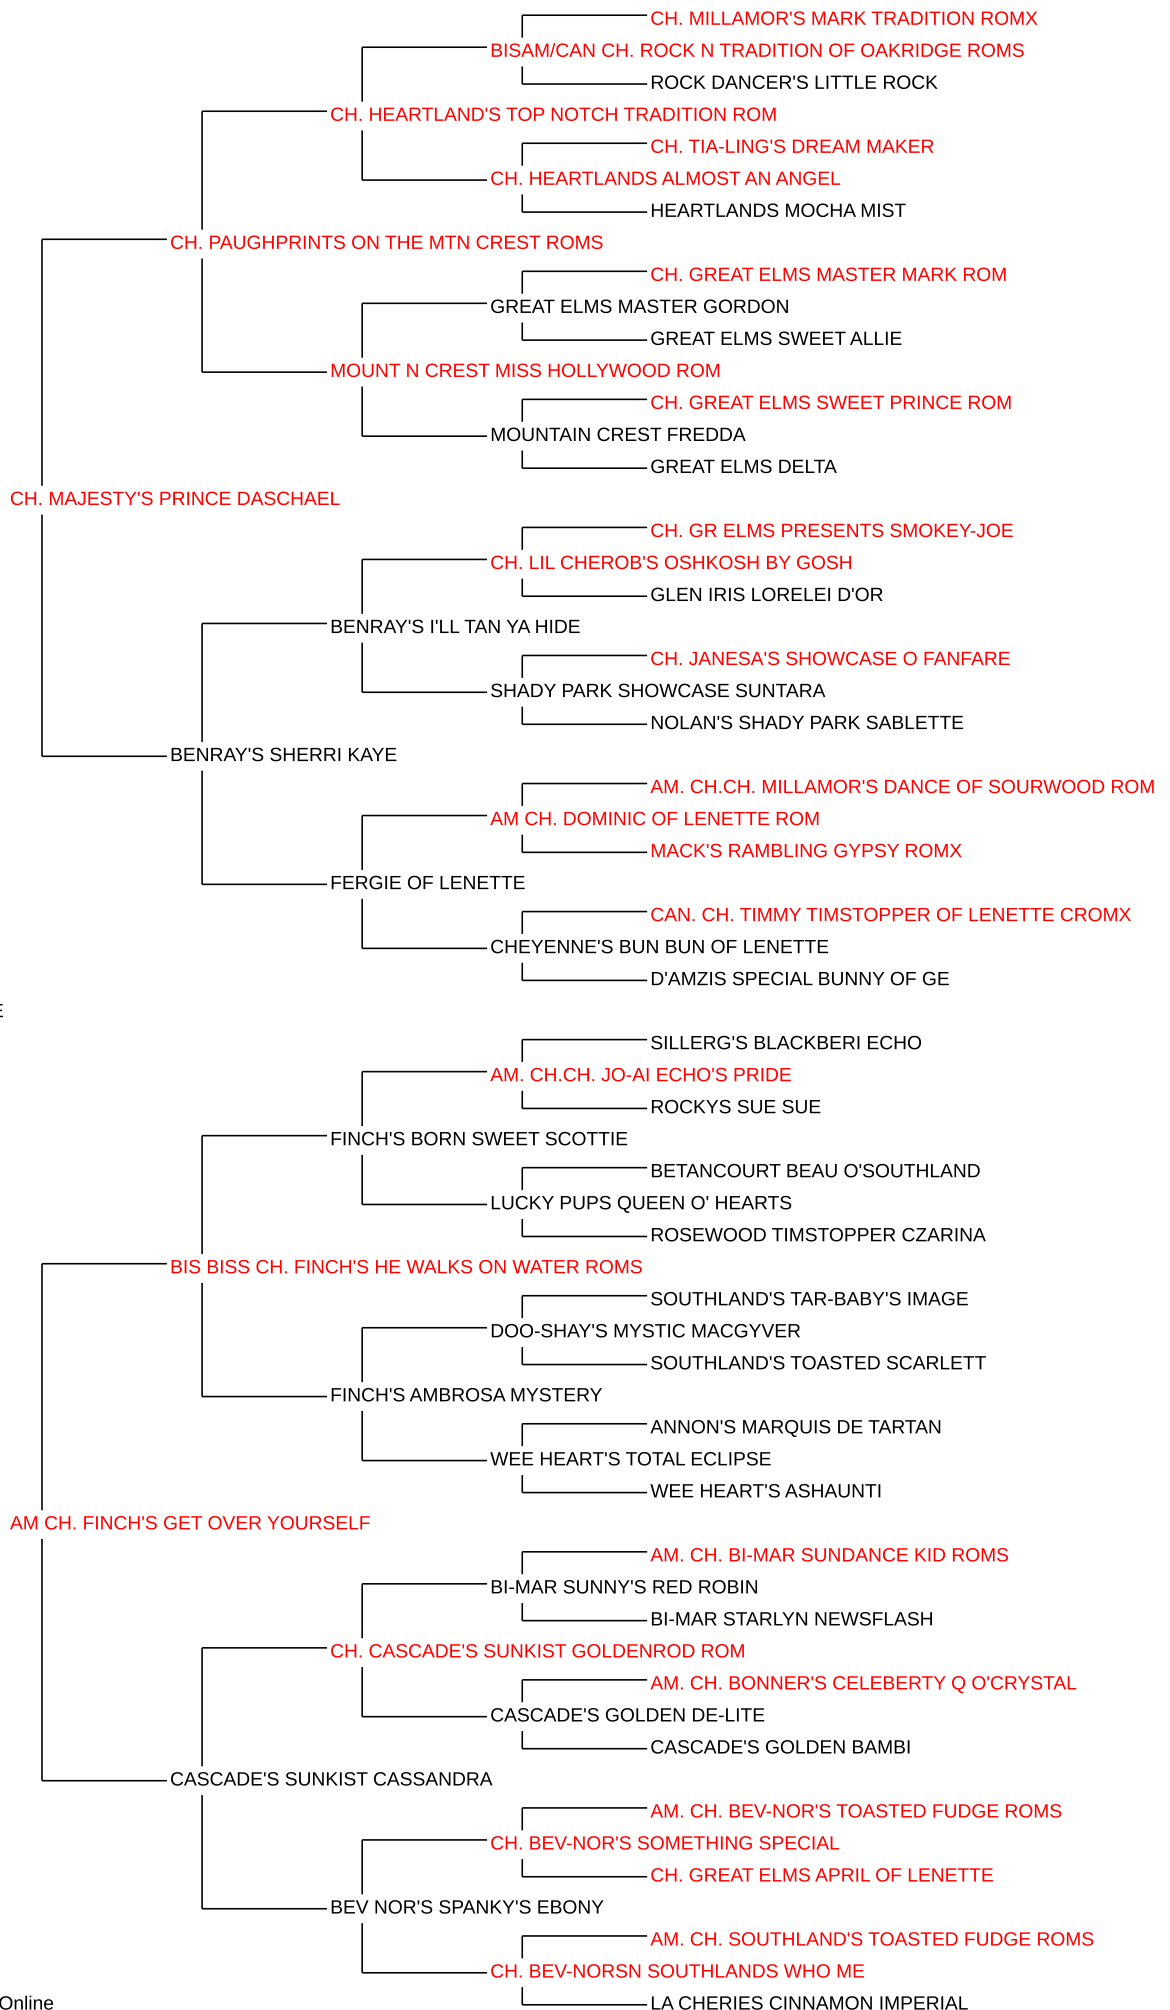 CH. MILLAMOR'S MARK TRADITION ROMX
BISAM/CAN CH. ROCK N TRADITION OF OAKRIDGE ROMS
ROCK DANCER'S LITTLE ROCK
CH. HEARTLAND'S TOP NOTCH TRADITION ROM
CH. TIA-LING'S DREAM MAKER
CH. HEARTLANDS ALMOST AN ANGEL
HEARTLANDS MOCHA MIST
CH. PAUGHPRINTS ON THE MTN CREST ROMS
CH. GREAT ELMS MASTER MARK ROM
GREAT ELMS MASTER GORDON
GREAT ELMS SWEET ALLIE
MOUNT N CREST MISS HOLLYWOOD ROM
CH. GREAT ELMS SWEET PRINCE ROM
MOUNTAIN CREST FREDDA
GREAT ELMS DELTA
CH. MAJESTY'S PRINCE DASCHAEL
CH. GR ELMS PRESENTS SMOKEY-JOE
CH. LIL CHEROB'S OSHKOSH BY GOSH
GLEN IRIS LORELEI D'OR
BENRAY'S I'LL TAN YA HIDE
CH. JANESA'S SHOWCASE O FANFARE
SHADY PARK SHOWCASE SUNTARA
NOLAN'S SHADY PARK SABLETTE
BENRAY'S SHERRI KAYE
AM. CH.CH. MILLAMOR'S DANCE OF SOURWOOD ROM
AM CH. DOMINIC OF LENETTE ROM
MACK'S RAMBLING GYPSY ROMX
FERGIE OF LENETTE
CAN. CH. TIMMY TIMSTOPPER OF LENETTE CROMX
CHEYENNE'S BUN BUN OF LENETTE
D'AMZIS SPECIAL BUNNY OF GE
E
SILLERG'S BLACKBERI ECHO
AM. CH.CH. JO-AI ECHO'S PRIDE
ROCKYS SUE SUE
FINCH'S BORN SWEET SCOTTIE
BETANCOURT BEAU O'SOUTHLAND
LUCKY PUPS QUEEN O' HEARTS
ROSEWOOD TIMSTOPPER CZARINA
BIS BISS CH. FINCH'S HE WALKS ON WATER ROMS
SOUTHLAND'S TAR-BABY'S IMAGE
DOO-SHAY'S MYSTIC MACGYVER
SOUTHLAND'S TOASTED SCARLETT
FINCH'S AMBROSA MYSTERY
ANNON'S MARQUIS DE TARTAN
WEE HEART'S TOTAL ECLIPSE
WEE HEART'S ASHAUNTI
AM CH. FINCH'S GET OVER YOURSELF
AM. CH. BI-MAR SUNDANCE KID ROMS
BI-MAR SUNNY'S RED ROBIN
BI-MAR STARLYN NEWSFLASH
CH. CASCADE'S SUNKIST GOLDENROD ROM
AM. CH. BONNER'S CELEBERTY Q O'CRYSTAL
CASCADE'S GOLDEN DE-LITE
CASCADE'S GOLDEN BAMBI
CASCADE'S SUNKIST CASSANDRA
AM. CH. BEV-NOR'S TOASTED FUDGE ROMS
CH. BEV-NOR'S SOMETHING SPECIAL
CH. GREAT ELMS APRIL OF LENETTE
BEV NOR'S SPANKY'S EBONY
AM. CH. SOUTHLAND'S TOASTED FUDGE ROMS
CH. BEV-NORSN SOUTHLANDS WHO ME
LA CHERIES CINNAMON IMPERIAL
Online